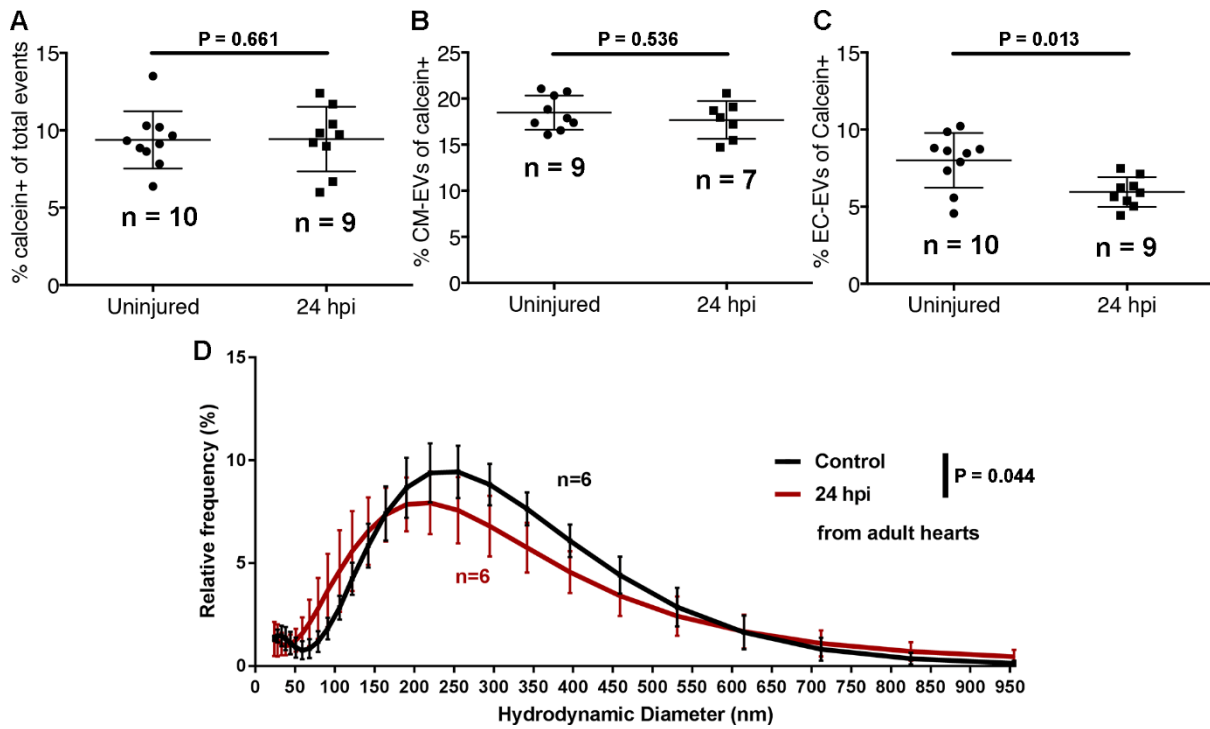 A
P = 0.661
% calcein+ of total events
15
10
5
0
n = 10
n = 9
Uninjured
24 hpi
B
P = 0.536
% CM-EVs of calcein+
25
20
15
10
5
0
n = 9
n = 7
Uninjured
24 hpi
C
P = 0.013
% EC-EVs of Calcein+
15
10
5
0
n = 10
n = 9
Uninjured
24 hpi
D
Relative frequency (%)
15
10
5
0
n=6
n=6
Control
24 hpi
P = 0.044
from adult hearts
0 50 100 150 200 250 300 350 400 450 500 550 600 650 700 750 800 850 900 950
Hydrodynamic Diameter (nm)